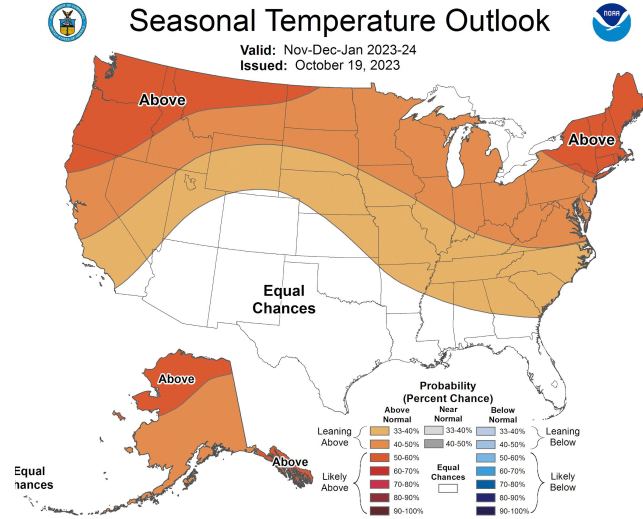 Seasonal Temperature Outlook
NOAA
Valid: Nov-Dec-Jan 2023-24
Issued: October 19, 2023
Above
Above
Equal
Chances
Above
Above
Equal
hances
Probability
(Percent Chance)
Above
Normal
Near
Normal
Below
Normal
Leaning
Above
33-40%
40-50%
33-40%
40-50%
33-40%
40-50%
Leaning
Below
Likely
Above
50-60%
60-70%
70-80%
80-90%
90-100%
Equal
Chances
50-60%
60-70%
70-80%
80-90%
90-100%
Likely
Below